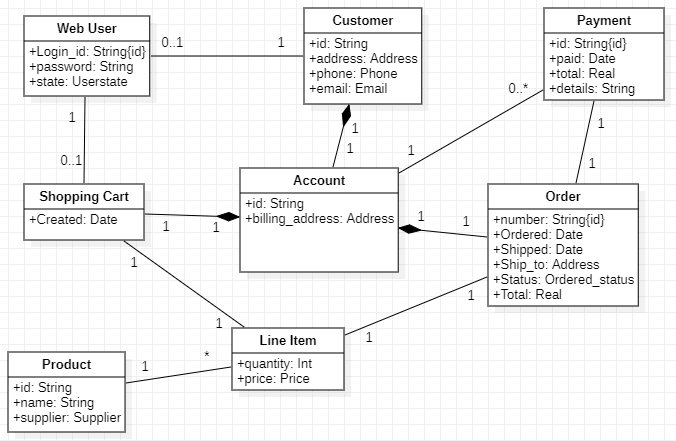 Web User
+Login_id: String{id}
+password: String
+state: Userstate
0..1
1
Customer
+id: String
+address: Address
+phone: Phone
+email: Email
Payment
+id: String{id}
+paid: Date
+total: Real
+details: String
1
0..1
1
1
0..*
1
1
1
Shopping Cart
+Created: Date
1
1
Account
+id: String
+billing_address: Address
1
1
Order
+number: String{id}
+Ordered: Date
+Shipped: Date
+Ship_to: Address
+Status: Ordered_status
+Total: Real
1
1
1
1
Line Item
+quantity: Int
+price: Price
Product
+id: String
+name: String
+supplier: Supplier
1
*